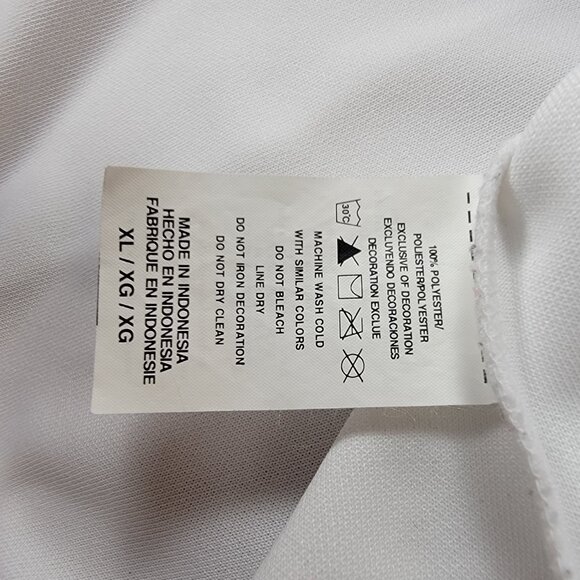 100% POLYESTER/
POLIESTER/POLYESTER
EXCLUSIVE OF DECORATION
EXCLUYENDO DECORACIONES
DECORATION EXCLUE
30°C
MACHINE WASH COLD
WITH SIMILAR COLORS
DO NOT BLEACH
LINE DRY
DO NOT IRON DECORATION
DO NOT DRY CLEAN
MADE IN INDONESIA
HECHO EN INDONESIA
FABRIQUE EN INDONESIE
XL / XG / XG